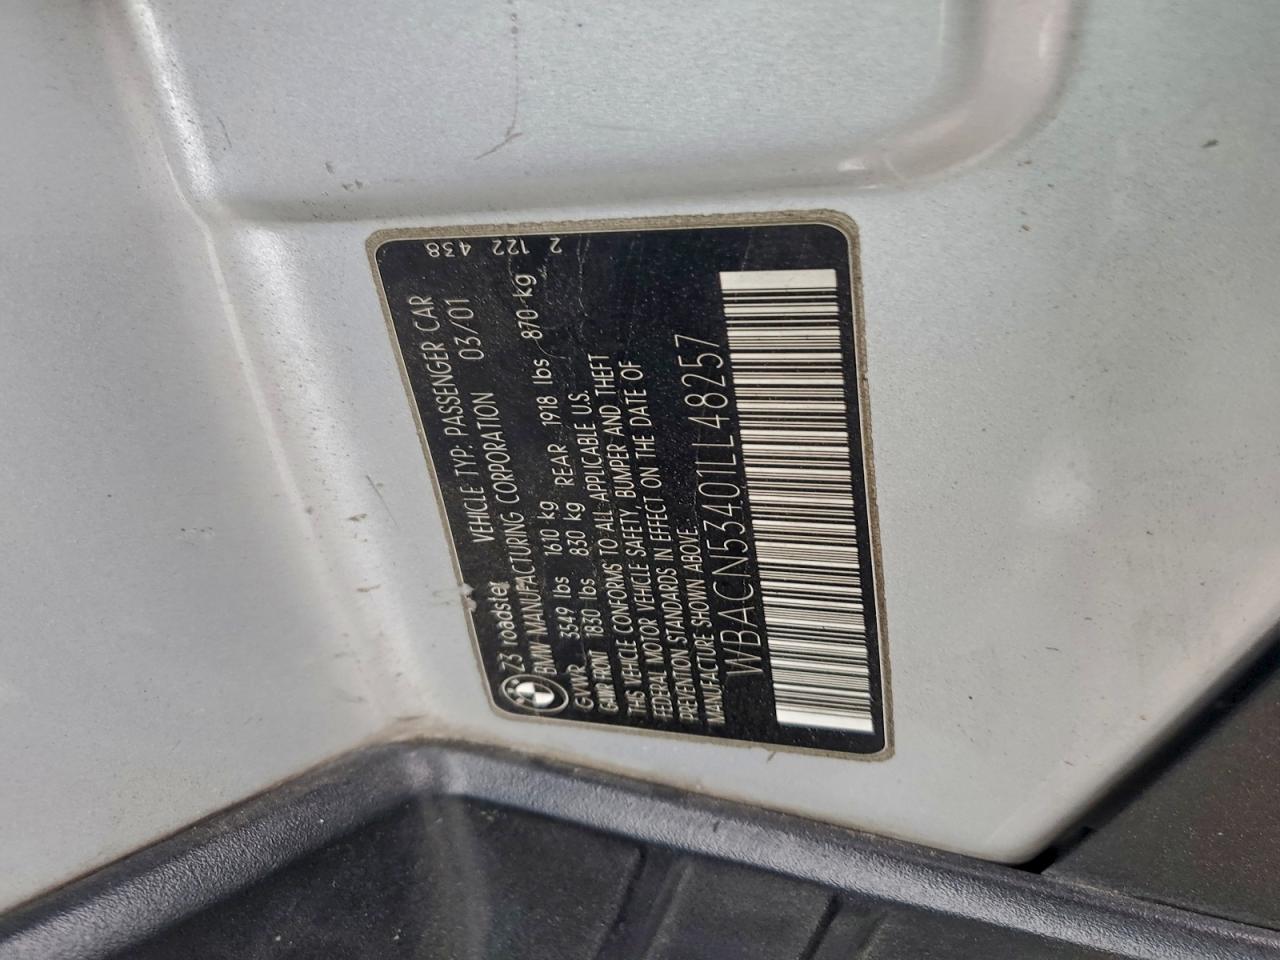 Z3 roadster VEHICLE TYP: PASSENGER CAR 438
BMW MANUFACTURING CORPORATION 03/01 122
GVWR 3549 lbs 1610 kg 2
GAWR FRONT 1830 lbs 830 kg REAR 1918 lbs 870 kg
THIS VEHICLE CONFORMS TO ALL APPLICABLE U.S.
FEDERAL MOTOR VEHICLE SAFETY, BUMPER AND THEFT
PREVENTION STANDARDS IN EFFECT ON THE DATE OF
MANUFACTURE SHOWN ABOVE.
WBACN53401LL48257